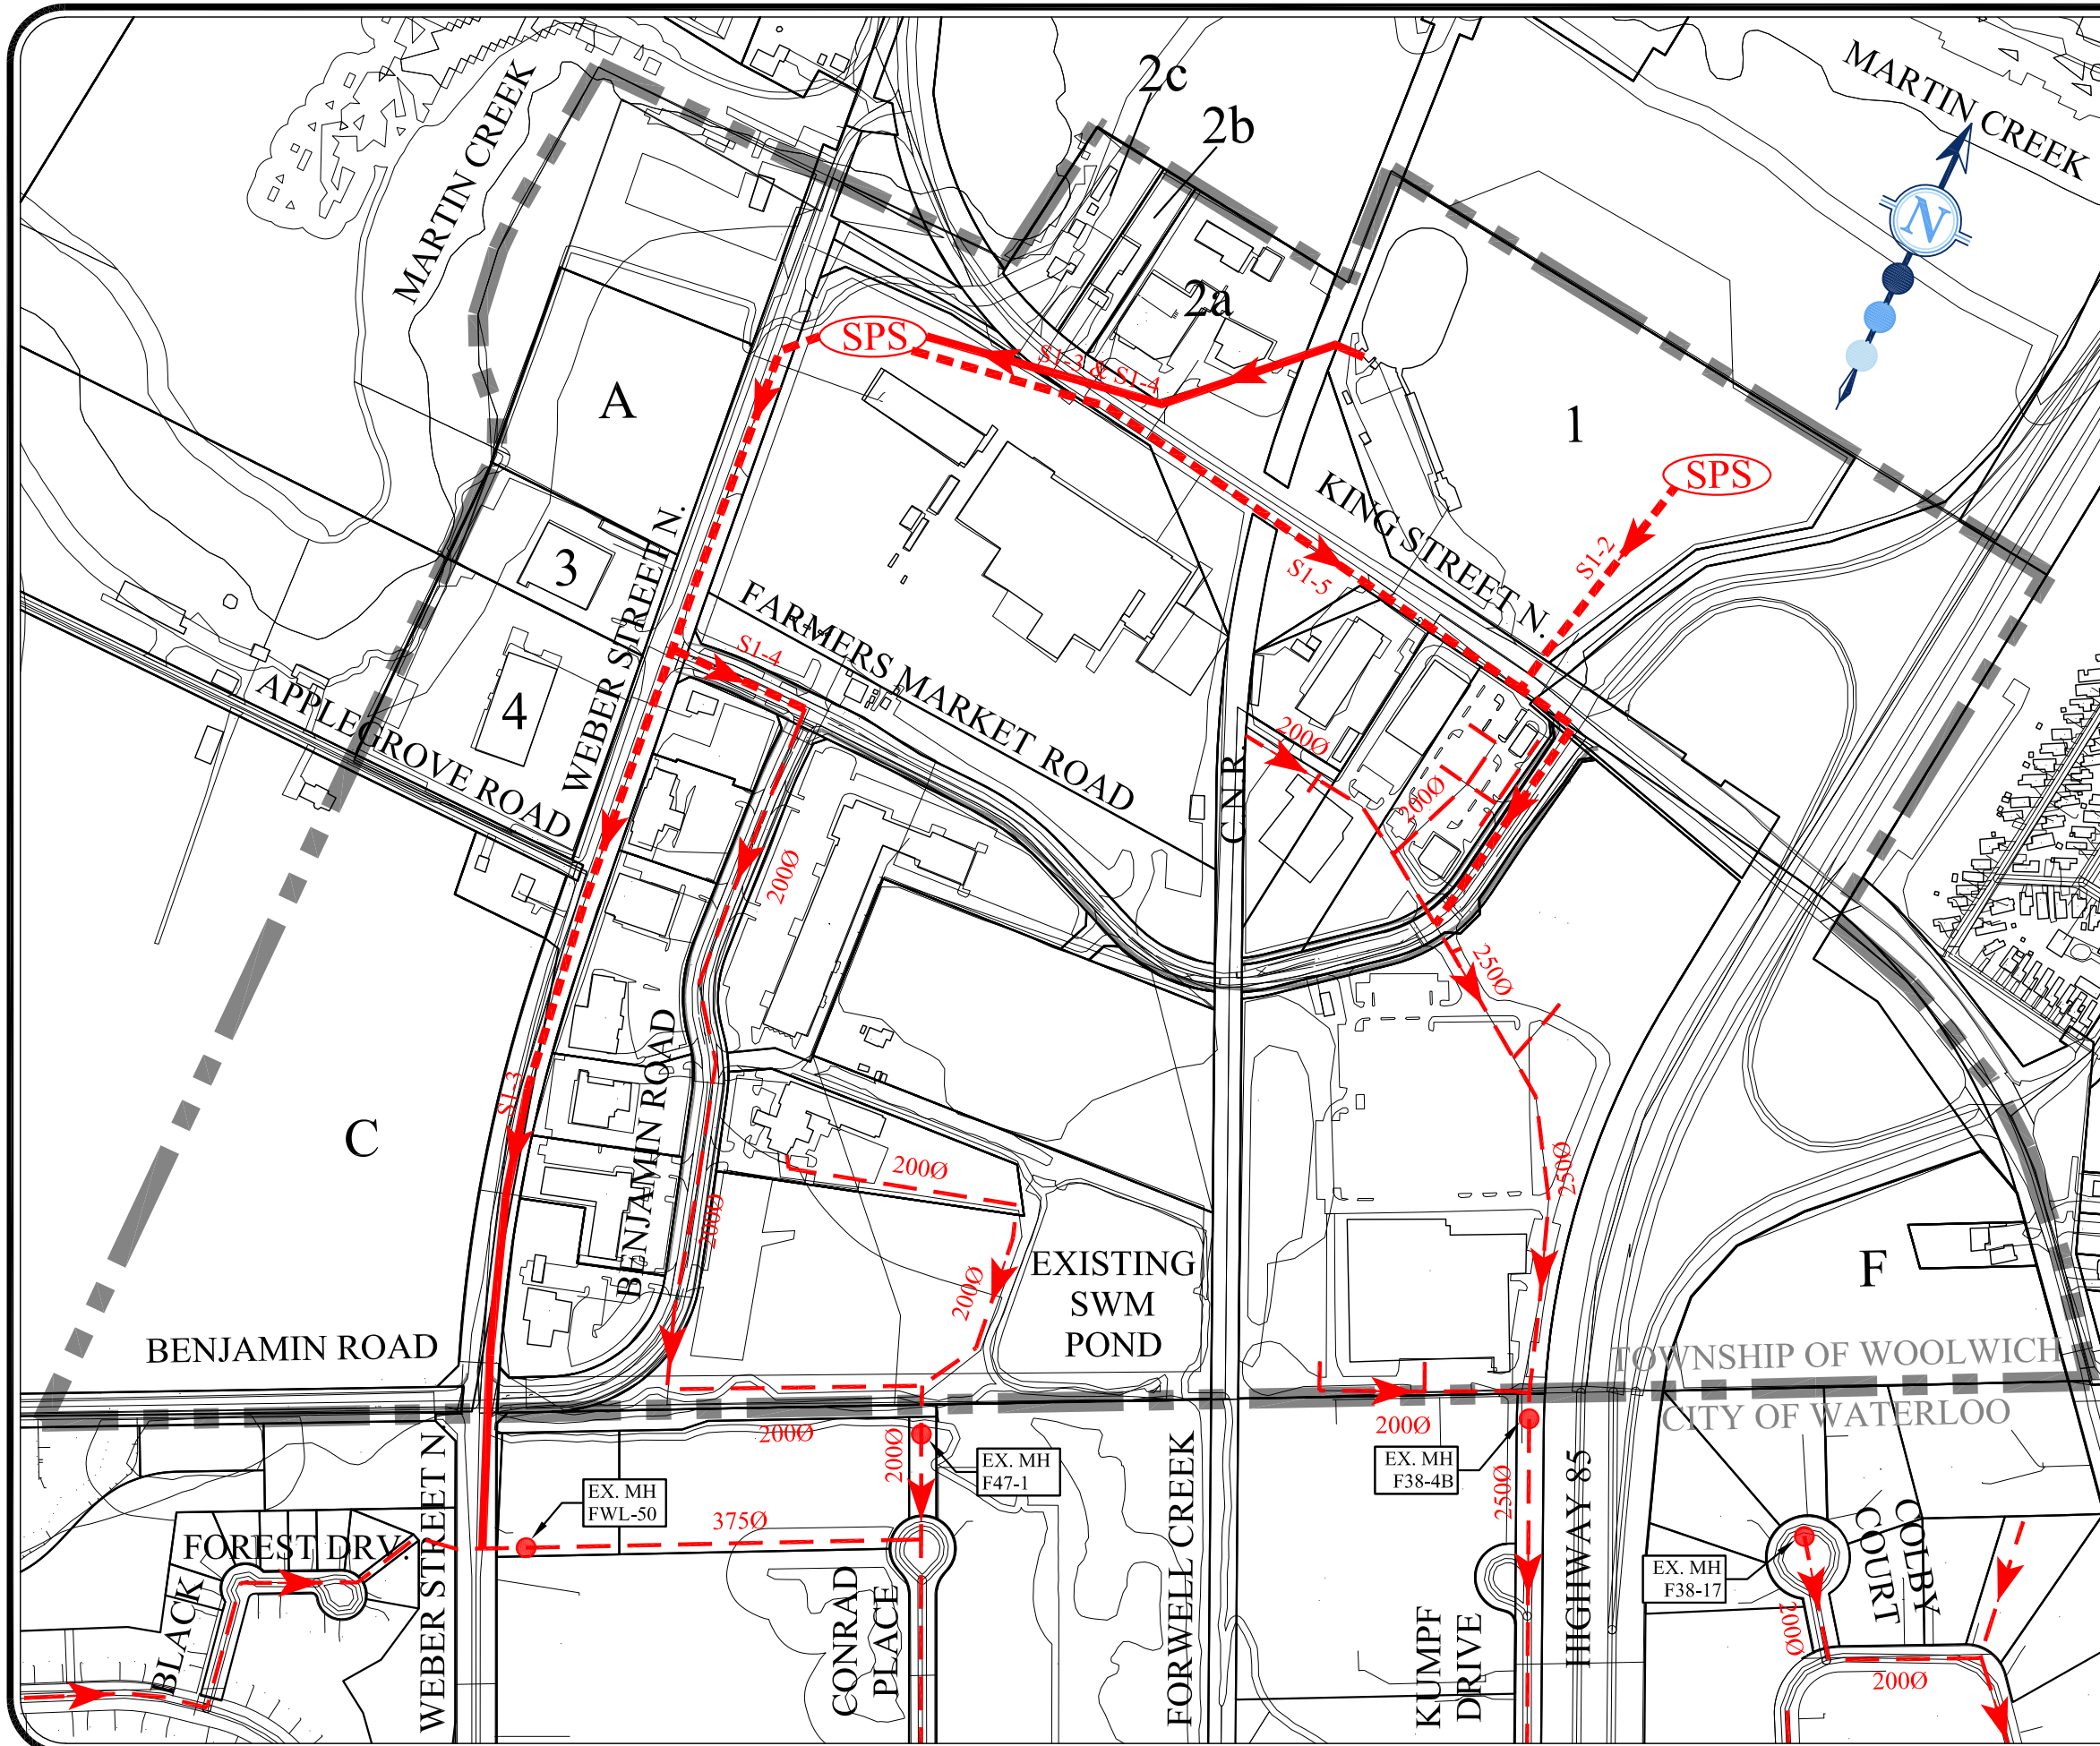 2c
2b
MARTIN CREEK
MARTIN CREEK
N
2a
SPS
S1-3 & S1-4
A
1
SPS
KING STREET N.
S1-5
S1-2
3
WEBER STREET N.
FARMERS MARKET ROAD
S1-4
4
APPLEGROVE ROAD
C.N.R.
200Ø
200Ø
200Ø
250Ø
S1-3
C
BENJAMIN ROAD
200Ø
200Ø
250Ø
200Ø
EXISTING
SWM
POND
F
BENJAMIN ROAD
TOWNSHIP OF WOOLWICH
CITY OF WATERLOO
200Ø
200Ø
200Ø
EX. MH
F47-1
EX. MH
F38-4B
250Ø
HIGHWAY 85
EX. MH
FWL-50
375Ø
FOREST DRV.
BLACK
WEBER STREET N.
CONRAD
PLACE
FORWELL CREEK
KUMPF
DRIVE
EX. MH
F38-17
COLBY
COURT
200Ø
200Ø